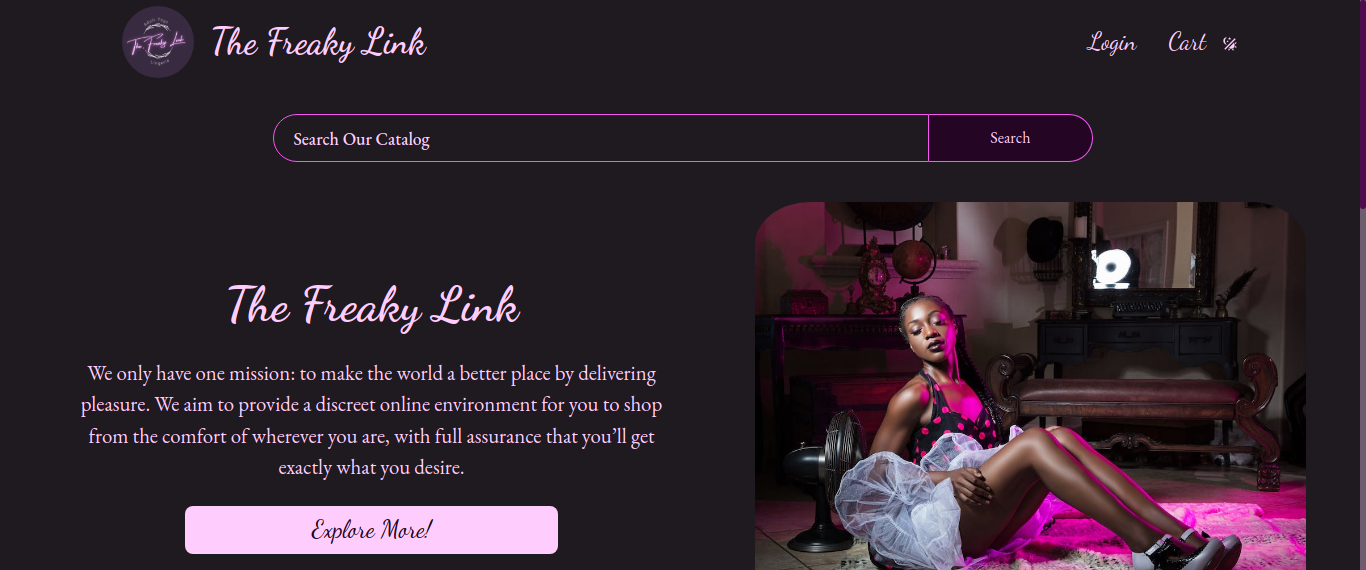 Adult Toys
The Freaky Link
Lingerie
The Freaky Link
Login
Cart
Search Our Catalog
Search
The Freaky Link
We only have one mission: to make the world a better place by delivering
pleasure. We aim to provide a discreet online environment for you to shop
from the comfort of wherever you are, with full assurance that you’ll get
exactly what you desire.
Explore More!